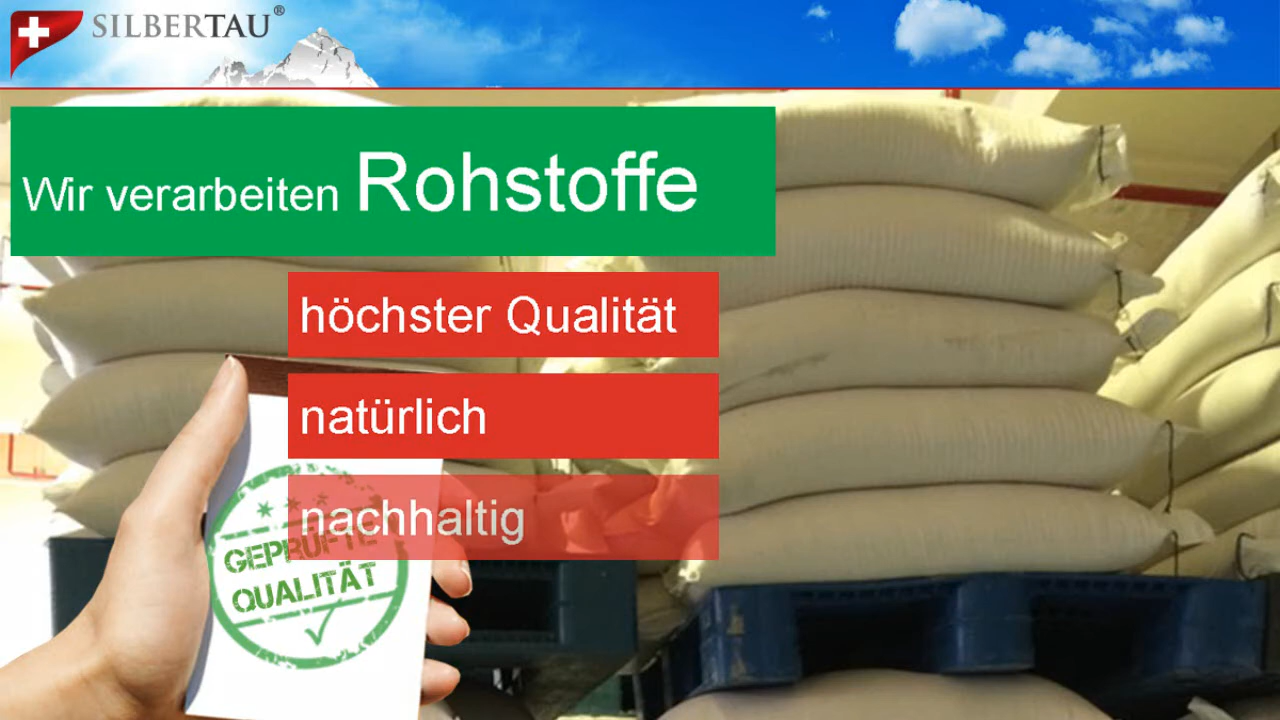 SILBERTAU®
Wir verarbeiten Rohstoffe
höchster Qualität
natürlich
nachhaltig
GEPRÜFTE
QUALITÄT